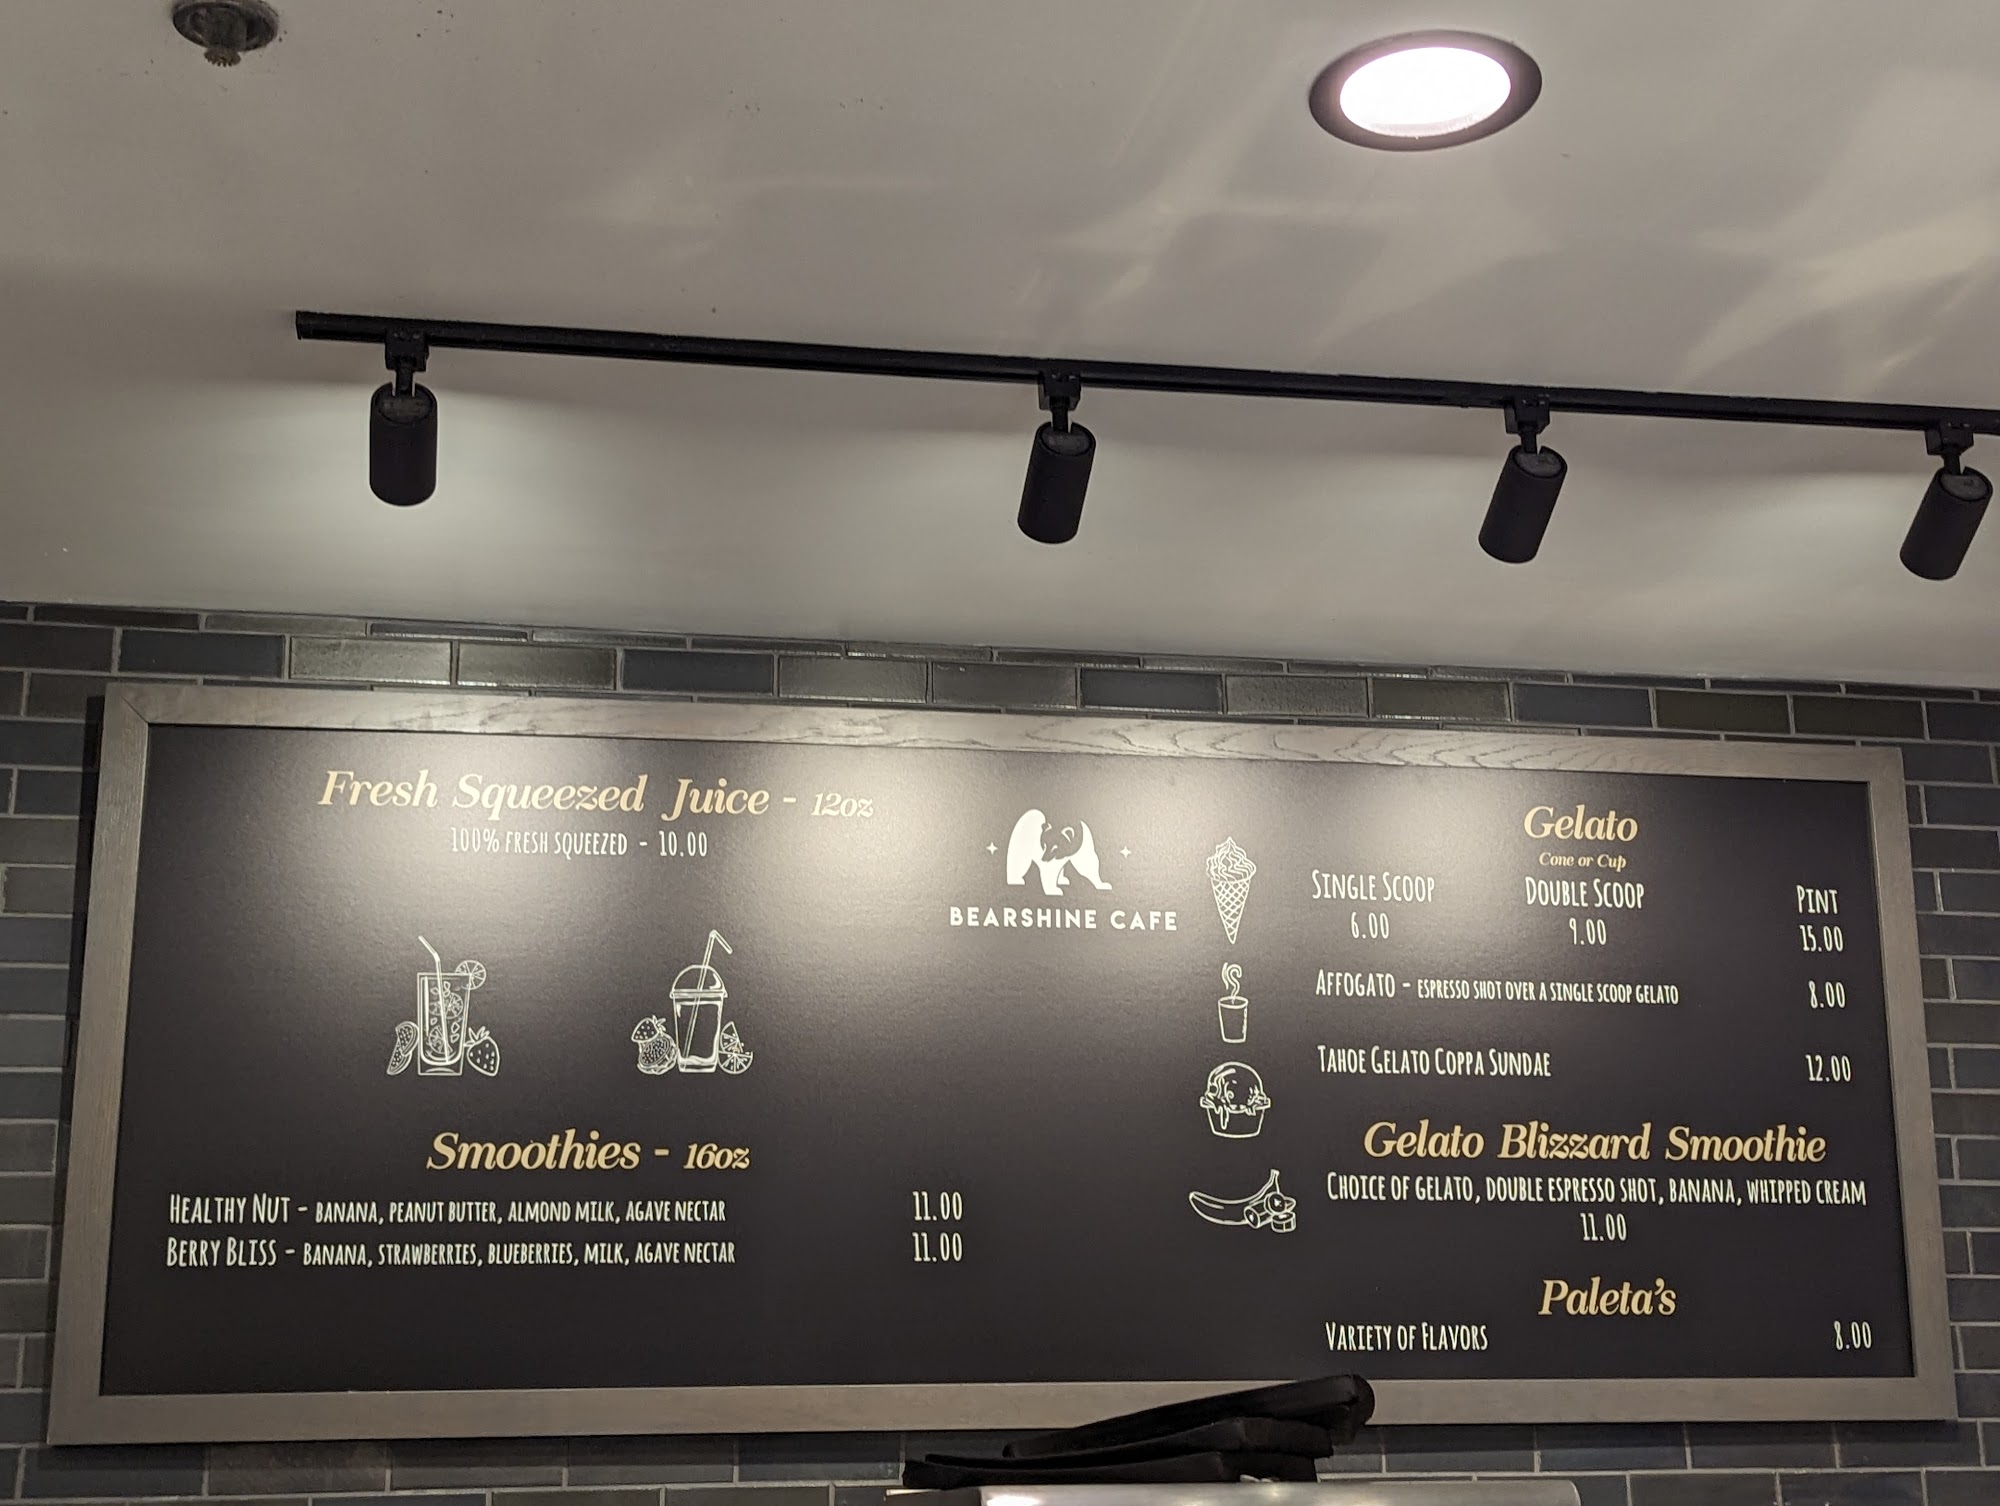 Fresh Squeezed Juice - 12oz
100% FRESH SQUEEZED - 10.00
Smoothies - 16oz
HEALTHY NUT - BANANA, PEANUT BUTTER, ALMOND MILK, AGAVE NECTAR 11.00
BERRY BLISS - BANANA, STRAWBERRIES, BLUEBERRIES, MILK, AGAVE NECTAR 11.00
BEARSHINE CAFE
Gelato
Cone or Cup
SINGLE SCOOP DOUBLE SCOOP PINT
6.00 9.00 15.00
AFFOGATO - ESPRESSO SHOT OVER A SINGLE SCOOP GELATO 8.00
TAHOE GELATO COPPA SUNDAE 12.00
Gelato Blizzard Smoothie
CHOICE OF GELATO, DOUBLE ESPRESSO SHOT, BANANA, WHIPPED CREAM
11.00
Paleta's
VARIETY OF FLAVORS 8.00